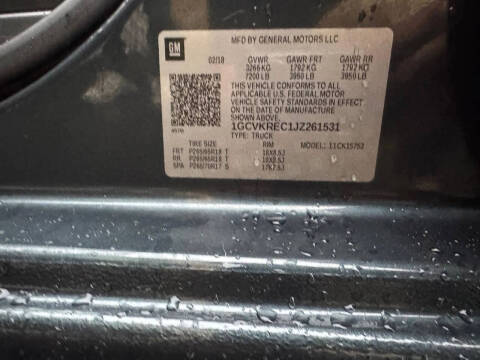 GM
MFD BY GENERAL MOTORS LLC
02/18 GVWR GAWR FRT GAWR RR
3266 KG 1792 KG 1792 KG
7200 LB 3950 LB 3950 LB
THIS VEHICLE CONFORMS TO ALL APPLICABLE
U.S. FEDERAL MOTOR
VEHICLE SAFETY STANDARDS IN EFFECT
ON THE DATE OF MANUFACTURE
SHOWN ABOVE.
1GCVKREC1JZ261531
TYPE: TRUCK
TIRE SIZE RIM MODEL: 11CK15753
FRT P265/65R18 T 18X8.5J
RR P265/65R18 T 18X8.5J
SPA P265/70R17 S 17X7.5J